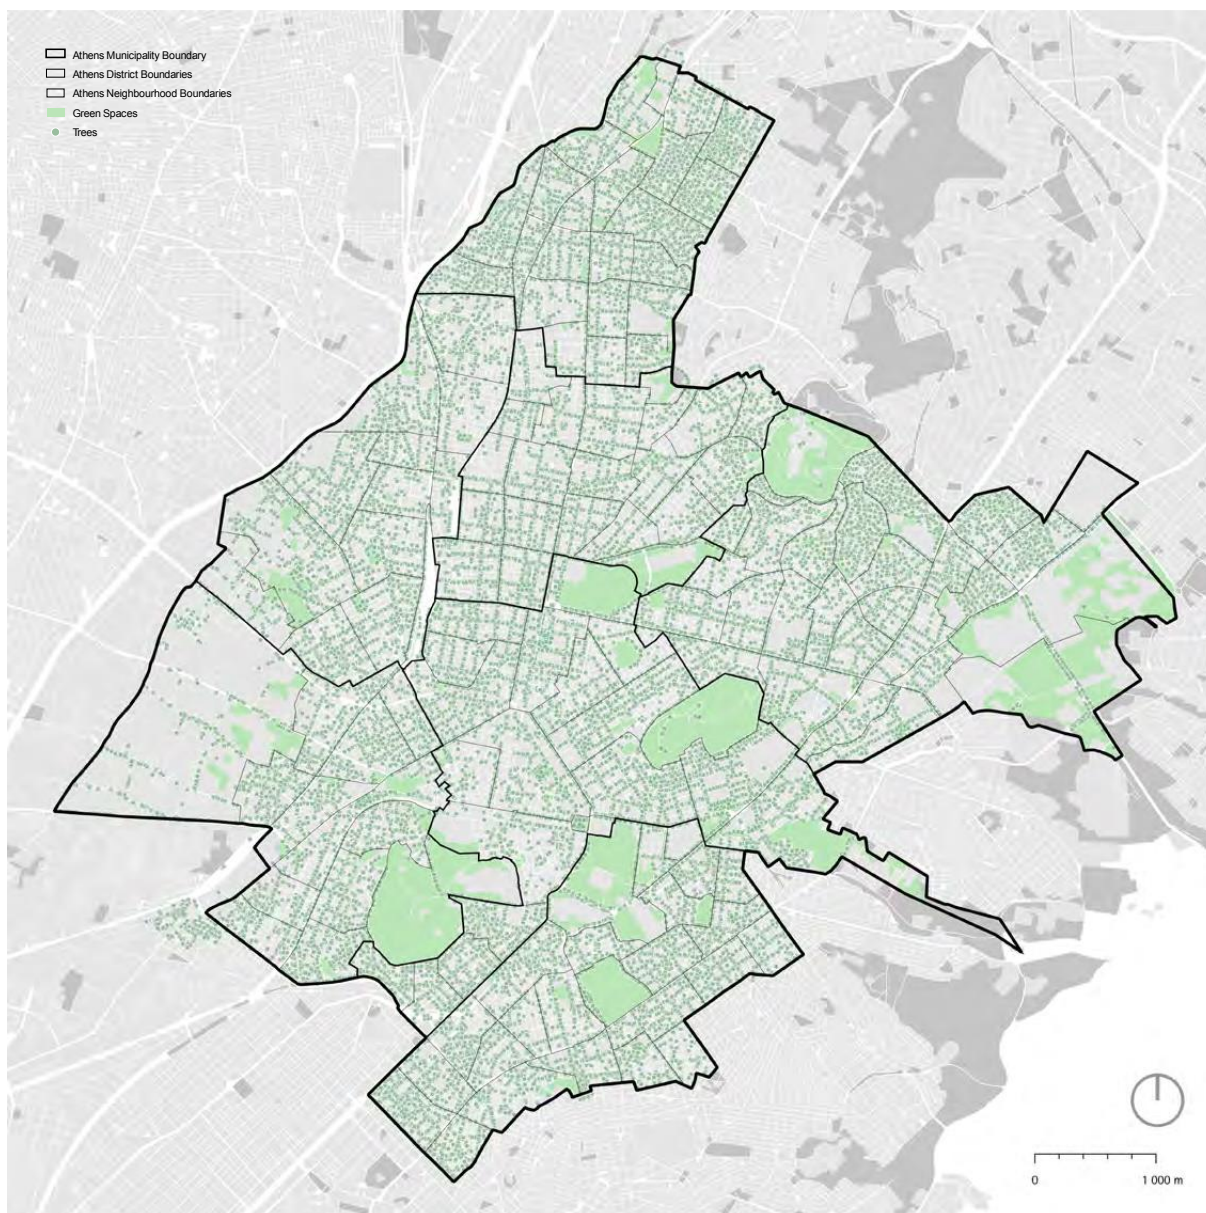 Athens Municipality Boundary
Athens District Boundaries
Athens Neighbourhood Boundaries
Green Spaces
Trees
0 1 000 m